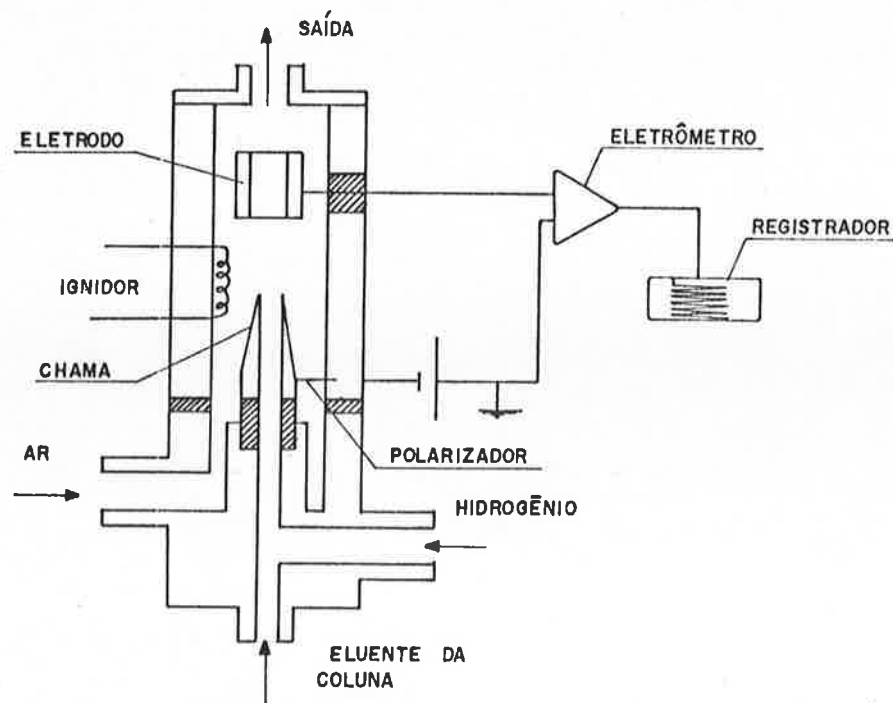 SAÍDA
ELETRODO
ELETRÔMETRO
REGISTRADOR
IGNIDOR
CHAMA
AR
POLARIZADOR
HIDROGÊNIO
ELUENTE DA
COLUNA